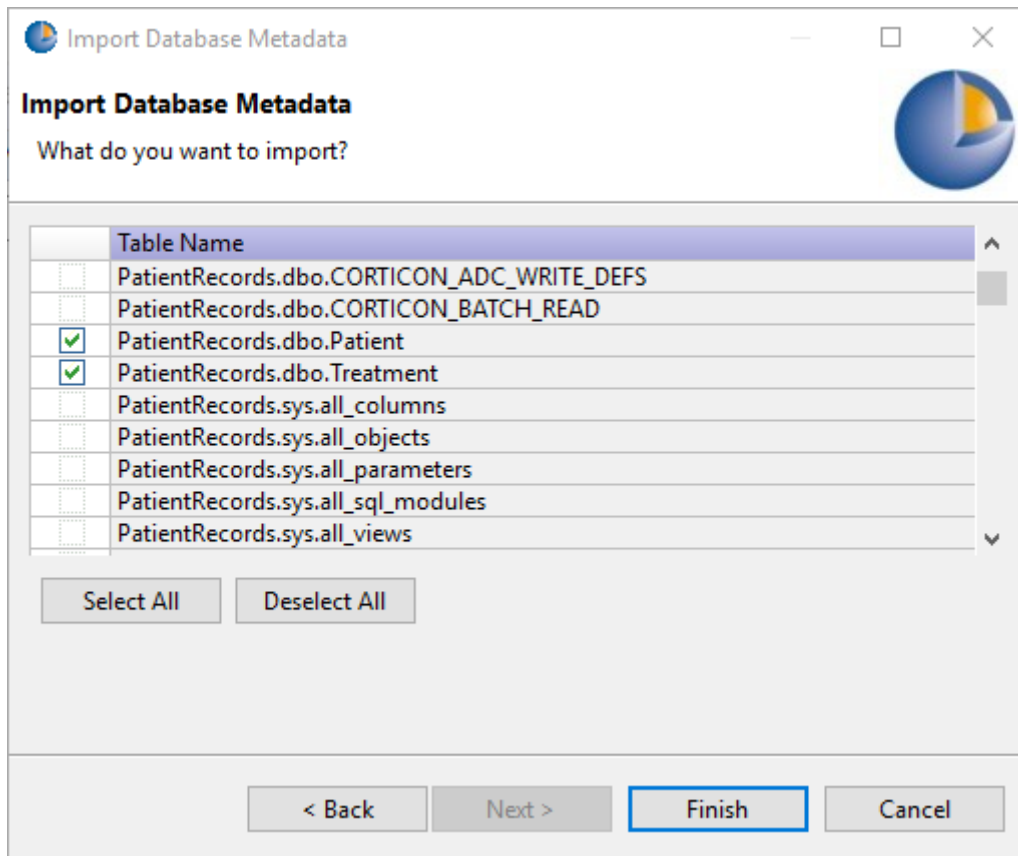 Import Database Metadata
Import Database Metadata
What do you want to import?
Table Name
PatientRecords.dbo.CORTICON_ADC_WRITE_DEFS
PatientRecords.dbo.CORTICON_BATCH_READ
PatientRecords.dbo.Patient
PatientRecords.dbo.Treatment
PatientRecords.sys.all_columns
PatientRecords.sys.all_objects
PatientRecords.sys.all_parameters
PatientRecords.sys.all_sql_modules
PatientRecords.sys.all_views
Select All Deselect All
< Back Next > Finish Cancel